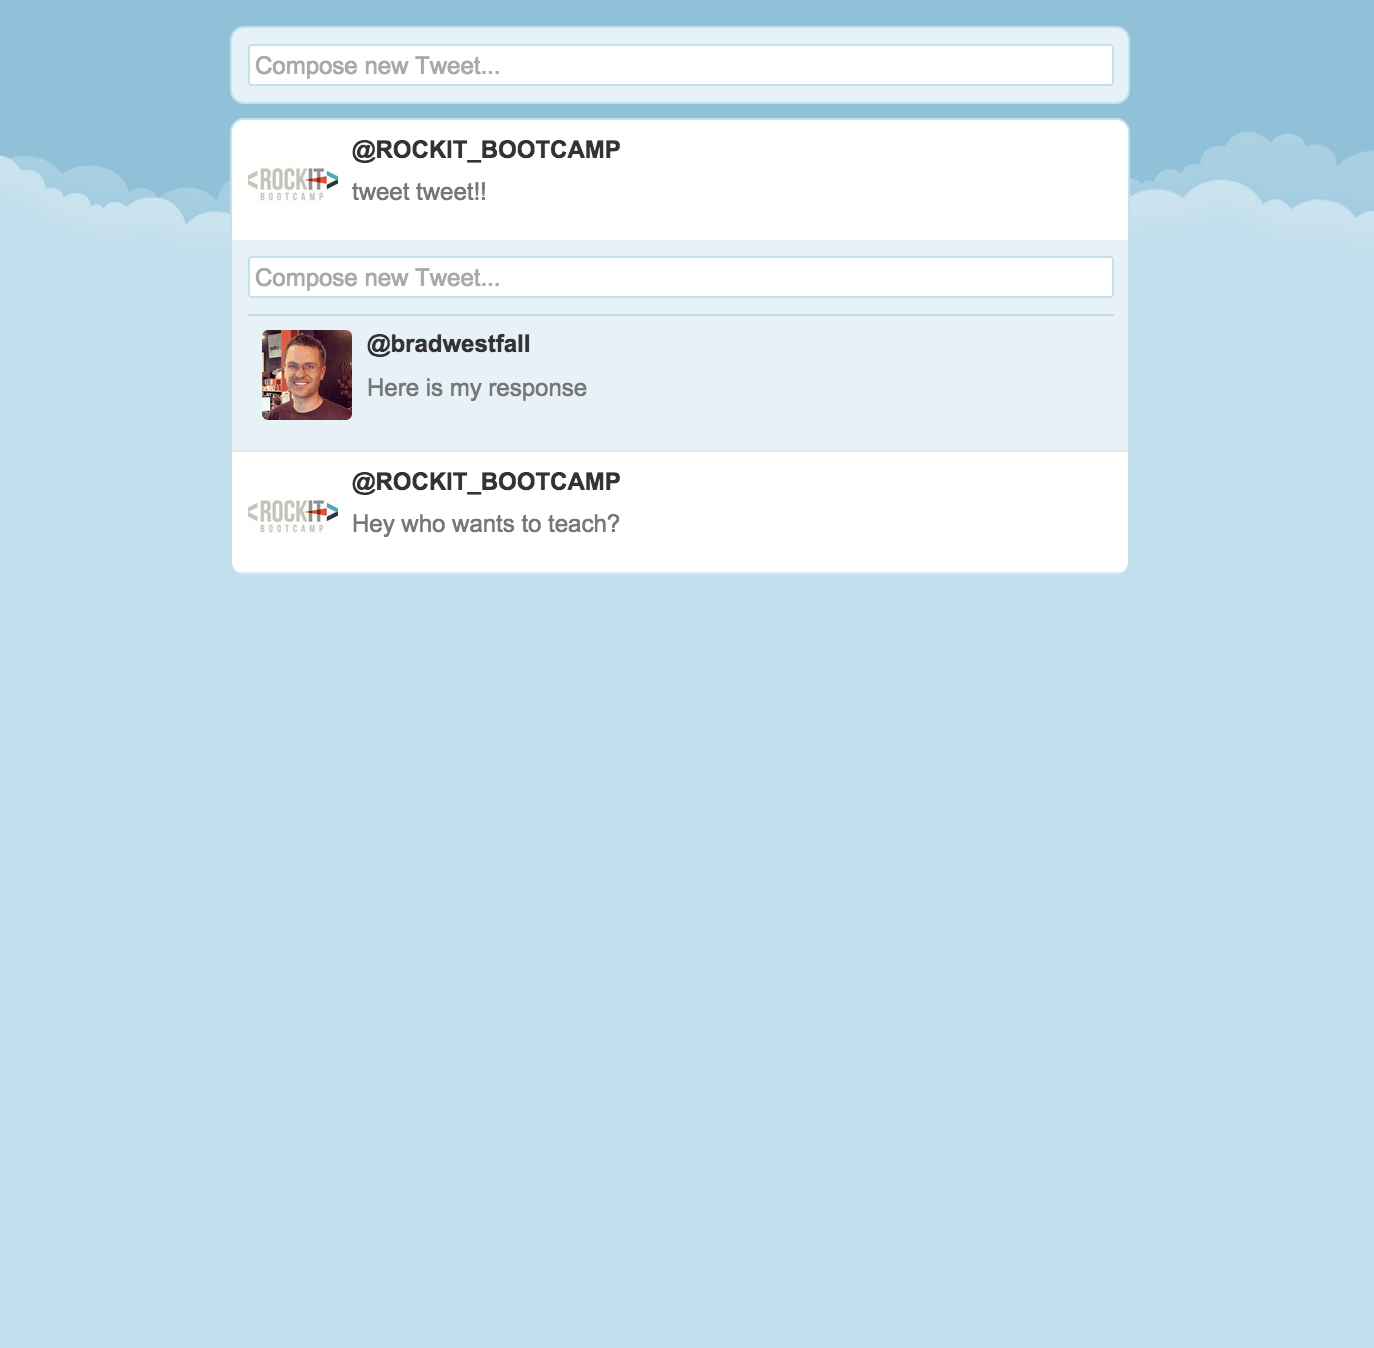 Compose new Tweet...
@ROCKIT_BOOTCAMP
<ROCKIT>
BOOTCAMP
tweet tweet!!
Compose new Tweet...
@bradwestfall
Here is my response
@ROCKIT_BOOTCAMP
<ROCKIT>
BOOTCAMP
Hey who wants to teach?